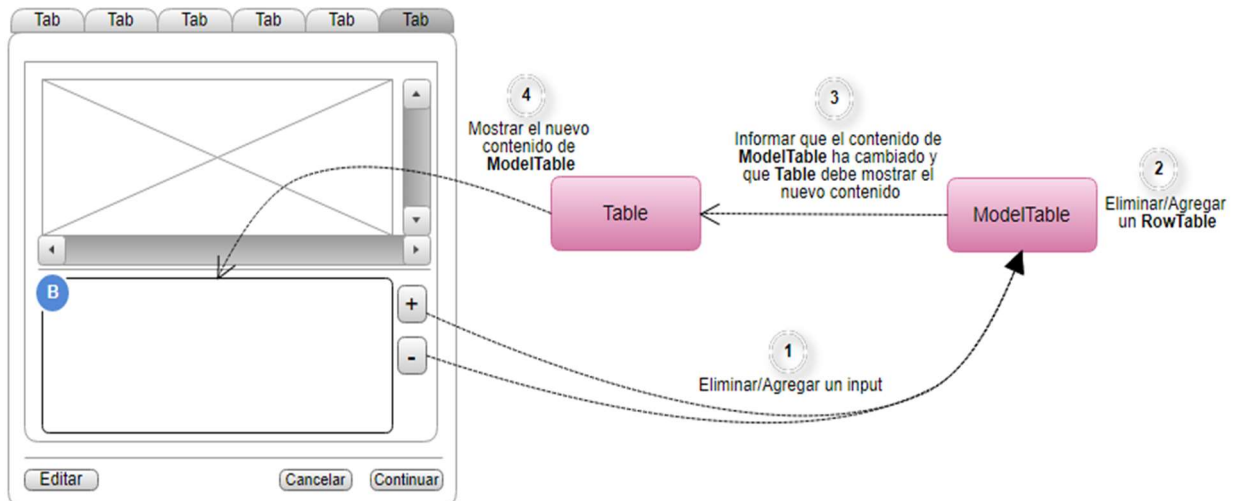 Tab Tab Tab Tab Tab Tab
4
Mostrar el nuevo
contenido de
ModelTable
3
Informar que el contenido de
ModelTable ha cambiado y
que Table debe mostrar el
nuevo contenido
2
Eliminar/Agregar
un RowTable
Table
ModelTable
B
+
-
1
Eliminar/Agregar un input
Editar Cancelar Continuar